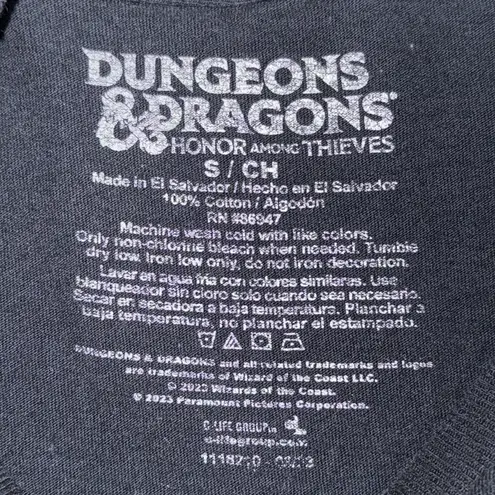 DUNGEONS
& DRAGONS®
HONOR AMONG THIEVES
S / CH
Made in El Salvador / Hecho en El Salvador
100% Cotton / Algodón
RN #86947
Machine wash cold with like colors.
Only non-chlorine bleach when needed. Tumble
dry low. Iron low only, do not iron decoration.
Lavar en agua fria con colores similares. Use
blanqueador sin cloro solo cuando sea necesario.
Secar en secadora a baja temperatura. Planchar a
baja temperatura, no planchar el estampado.
DUNGEONS & DRAGONS and all related trademarks and logos
are trademarks of Wizard of the Coast LLC.
© 2023 Wizards of the Coast.
© 2023 Paramount Pictures Corporation.
C-LIFE GROUP
c-lifegroup.com